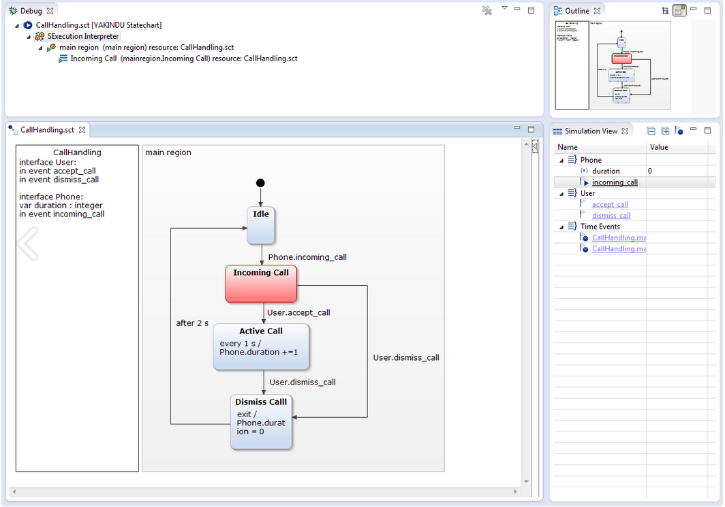 Debug
CallHandling.sct [YAKINDU Statechart]
SExecution Interpreter
main region (main region) resource: CallHandling.sct
Incoming Call (mainregion.Incoming Call) resource: CallHandling.sct
Outline
CallHandling.sct
CallHandling
interface User:
in event accept_call
in event dismiss_call
interface Phone:
var duration : integer
in event incoming_call
main region
Idle
Phone.incoming_call
Incoming Call
User.accept_call
after 2 s
Active Call
every 1 s /
Phone.duration +=1
User.dismiss_call
User.dismiss_call
Dismiss Calll
exit /
Phone.durat
ion = 0
Simulation View
Name Value
Phone
(x) duration 0
incoming_call
User
accept_call
dismiss_call
Time Events
CallHandling.ma
CallHandling.ma